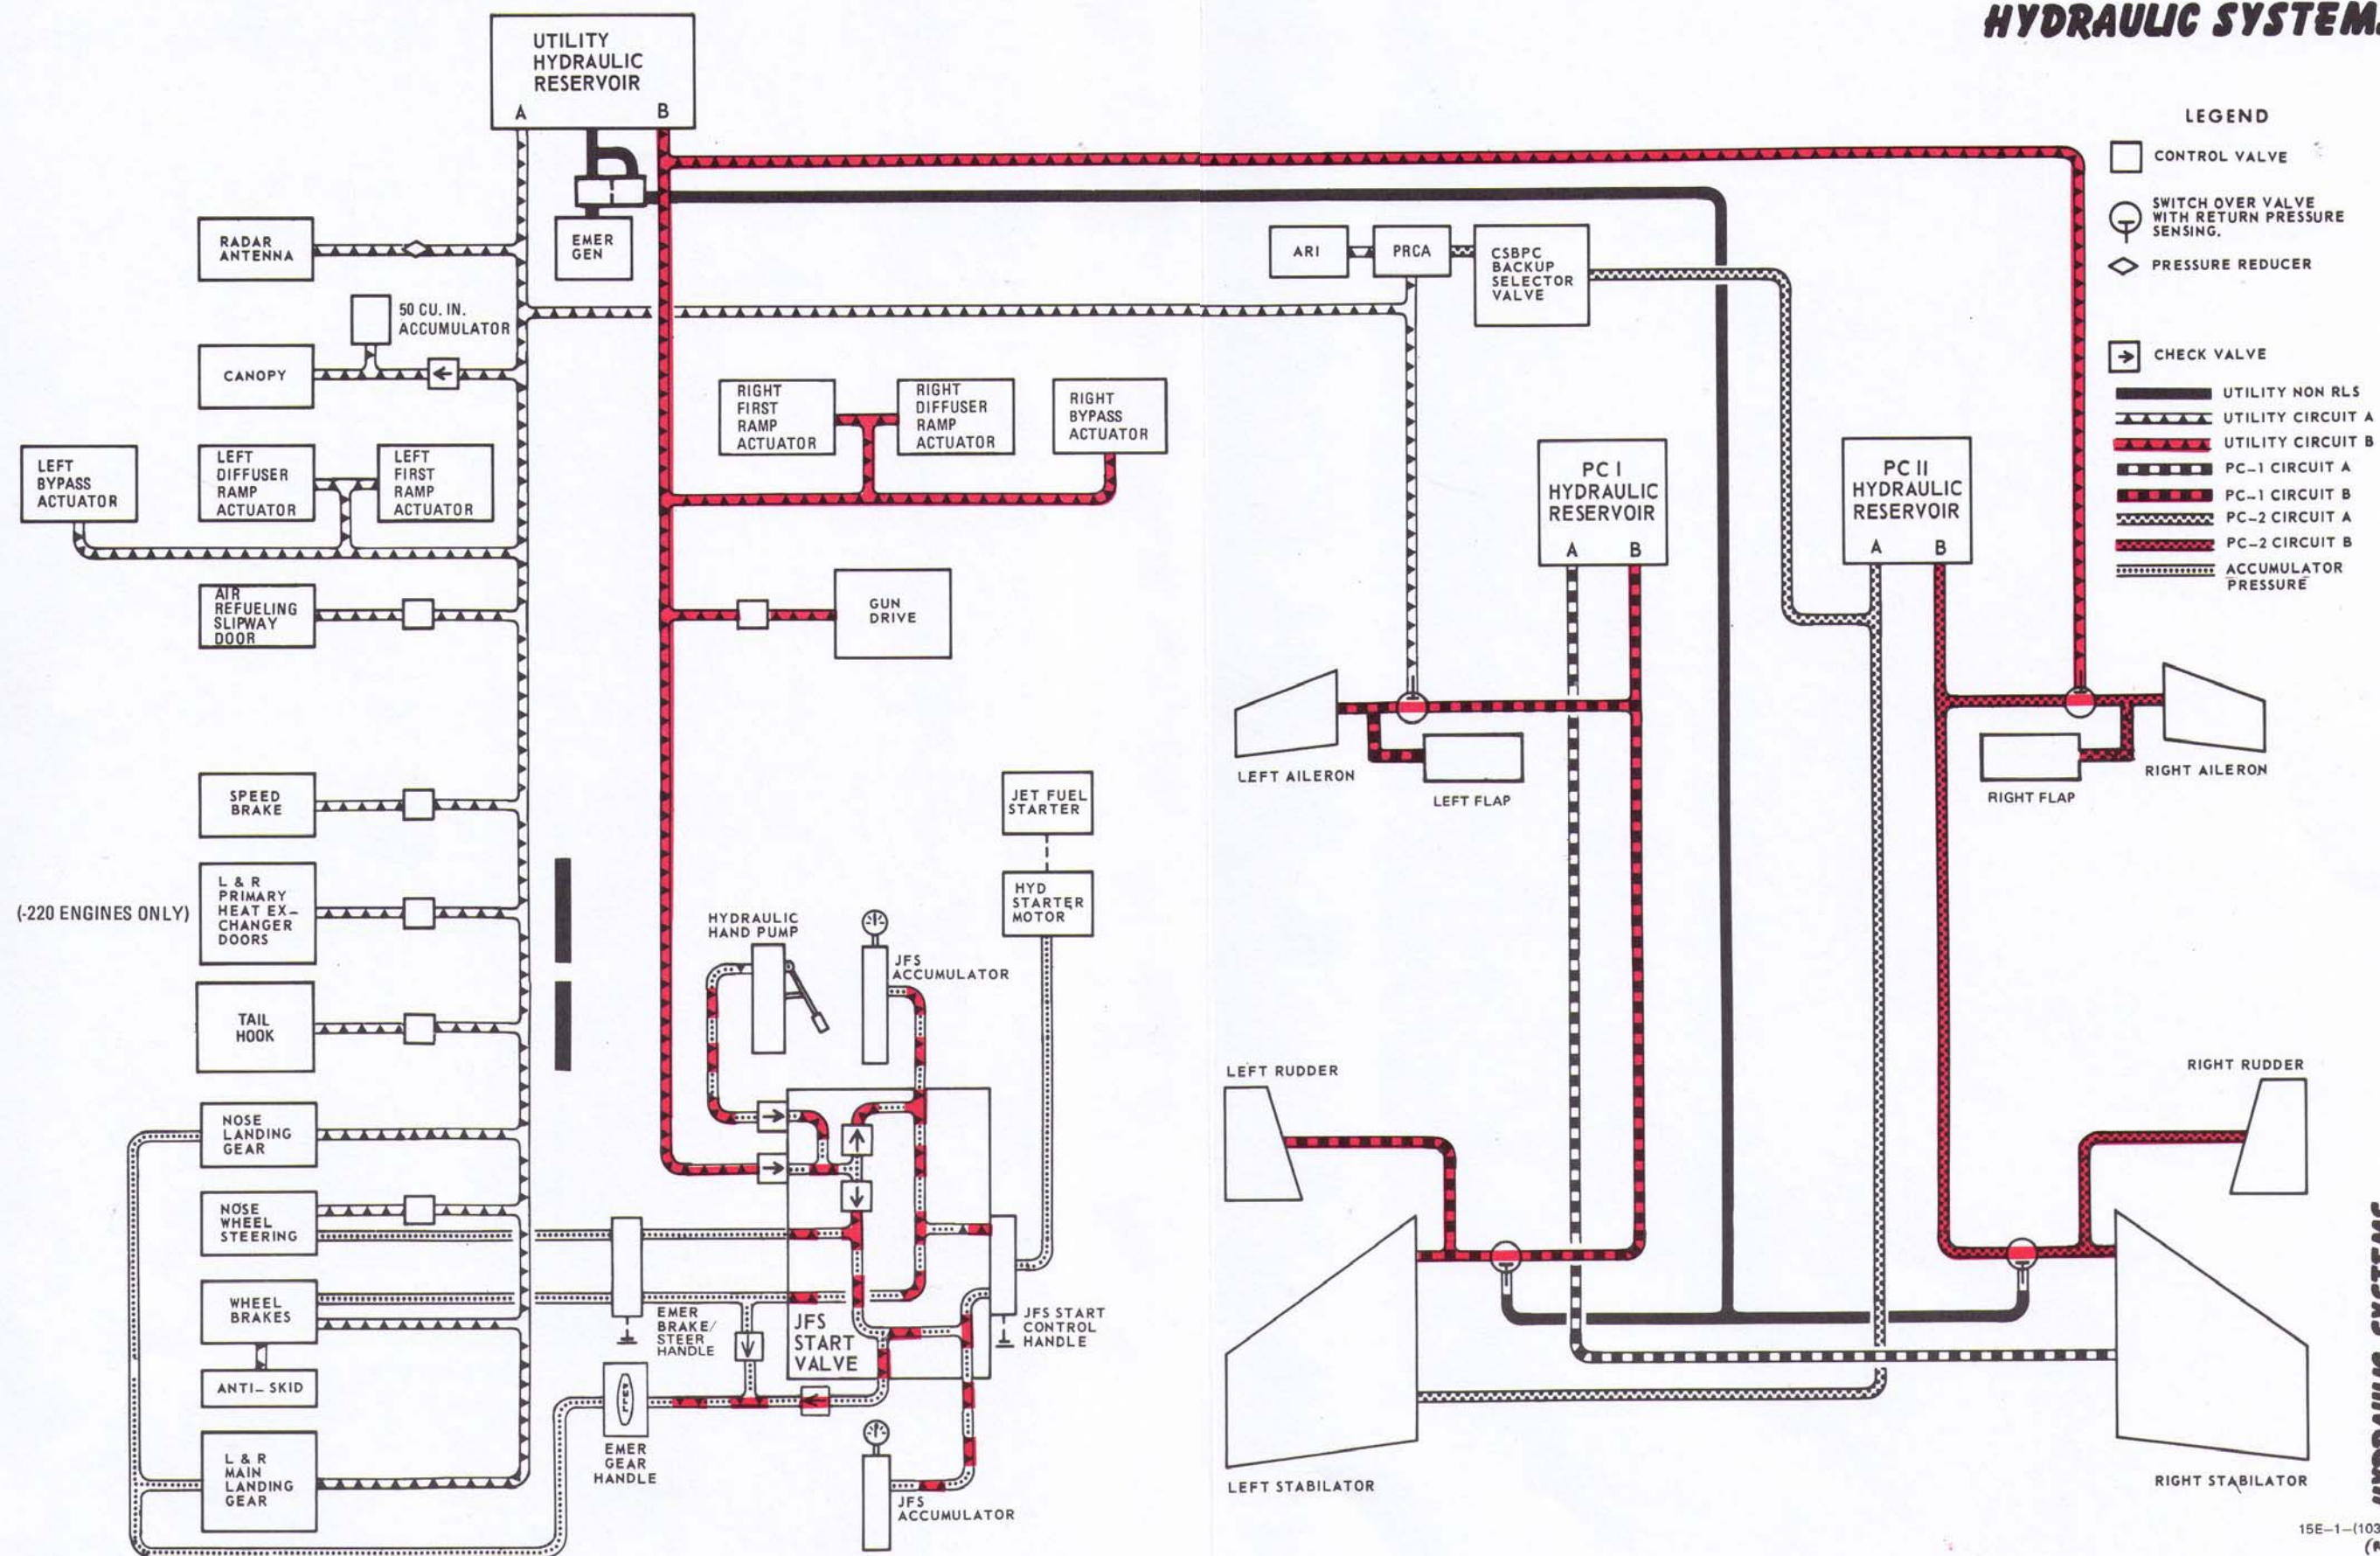 HYDRAULIC SYSTEM
UTILITY
HYDRAULIC
RESERVOIR
A
B
RADAR
ANTENNA
EMER
GEN
50 CU. IN.
ACCUMULATOR
CANOPY
LEFT
BYPASS
ACTUATOR
LEFT
DIFFUSER
RAMP
ACTUATOR
LEFT
FIRST
RAMP
ACTUATOR
AIR
REFUELING
SLIPWAY
DOOR
SPEED
BRAKE
(-220 ENGINES ONLY)
L & R
PRIMARY
HEAT EX-
CHANGER
DOORS
TAIL
HOOK
NOSE
LANDING
GEAR
NOSE
WHEEL
STEERING
WHEEL
BRAKES
ANTI- SKID
L & R
MAIN
LANDING
GEAR
RIGHT
FIRST
RAMP
ACTUATOR
RIGHT
DIFFUSER
RAMP
ACTUATOR
RIGHT
BYPASS
ACTUATOR
GUN
DRIVE
JET FUEL
STARTER
HYD
STARTER
MOTOR
HYDRAULIC
HAND PUMP
JFS
ACCUMULATOR
EMER
BRAKE/
STEER
HANDLE
JFS
START
VALVE
JFS START
CONTROL
HANDLE
PULL
EMER
GEAR
HANDLE
JFS
ACCUMULATOR
ARI
PRCA
CSBPC
BACKUP
SELECTOR
VALVE
PC I
HYDRAULIC
RESERVOIR
A
B
PC II
HYDRAULIC
RESERVOIR
A
B
LEFT AILERON
LEFT FLAP
RIGHT FLAP
RIGHT AILERON
LEFT RUDDER
RIGHT RUDDER
LEFT STABILATOR
RIGHT STABILATOR
LEGEND
CONTROL VALVE
SWITCH OVER VALVE
WITH RETURN PRESSURE
SENSING.
PRESSURE REDUCER
CHECK VALVE
UTILITY NON RLS
UTILITY CIRCUIT A
UTILITY CIRCUIT B
PC-1 CIRCUIT A
PC-1 CIRCUIT B
PC-2 CIRCUIT A
PC-2 CIRCUIT B
ACCUMULATOR
PRESSURE
15E-1-(103